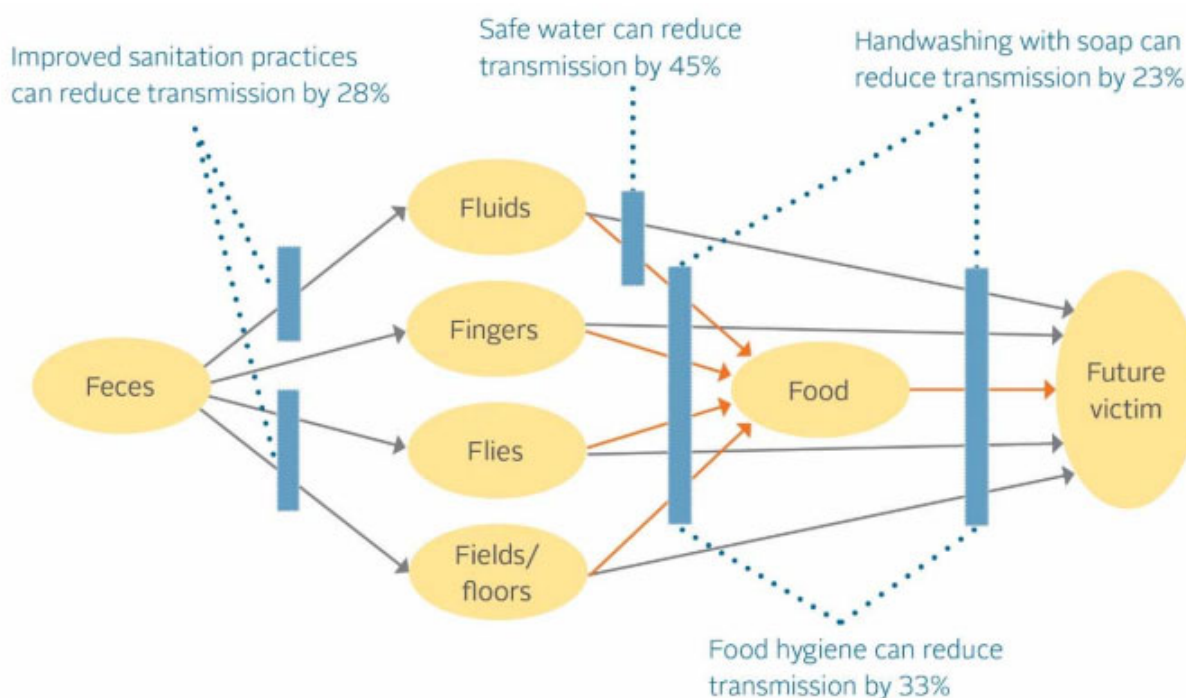 Improved sanitation practices
can reduce transmission by 28%
Safe water can reduce
transmission by 45%
Handwashing with soap can
reduce transmission by 23%
Fluids
Fingers
Feces
Food
Future
victim
Flies
Fields/
floors
Food hygiene can reduce
transmission by 33%